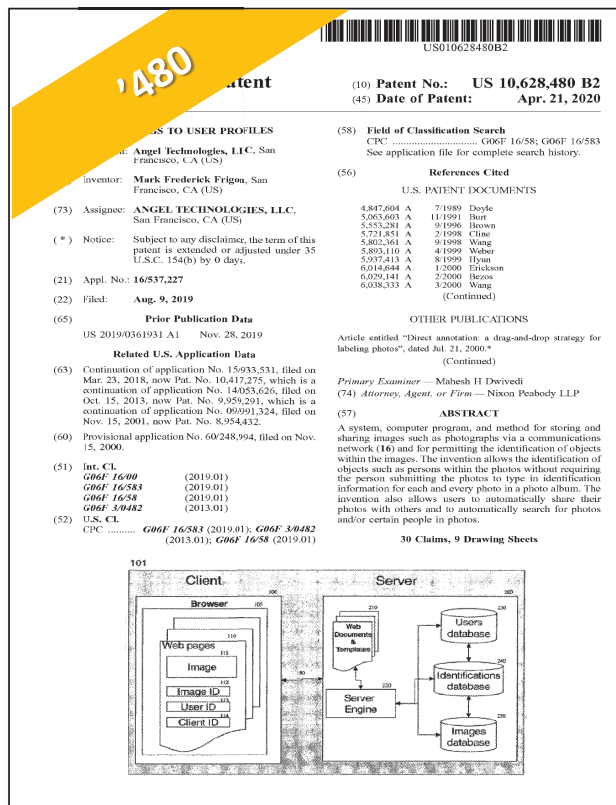 US010628480B2
'480
atent
(10) Patent No.: US 10,628,480 B2
(45) Date of Patent: Apr. 21, 2020
GS TO USER PROFILES
Angel Technologies, LLC, San
Francisco, CA (US)
Inventor: Mark Frederick Frigon, San
Francisco, CA (US)
(73) Assignee: ANGEL TECHNOLOGIES, LLC,
San Francisco, CA (US)
( * ) Notice: Subject to any disclaimer, the term of this
patent is extended or adjusted under 35
U.S.C. 154(b) by 0 days.
(21) Appl. No.: 16/537,227
(22) Filed: Aug. 9, 2019
(65) Prior Publication Data
US 2019/0361931 A1 Nov. 28, 2019
Related U.S. Application Data
(63) Continuation of application No. 15/933,531, filed on
Mar. 23, 2018, now Pat. No. 10,417,275, which is a
continuation of application No. 14/053,626, filed on
Oct. 15, 2013, now Pat. No. 9,959,291, which is a
continuation of application No. 09/991,324, filed on
Nov. 15, 2001, now Pat. No. 8,954,432.
(60) Provisional application No. 60/248,994, filed on Nov.
15, 2000.
(51) Int. Cl.
G06F 16/00 (2019.01)
G06F 16/583 (2019.01)
G06F 16/58 (2019.01)
G06F 3/0482 (2013.01)
(52) U.S. Cl.
CPC .......... G06F 16/583 (2019.01); G06F 3/0482
(2013.01); G06F 16/58 (2019.01)
(58) Field of Classification Search
CPC .............................. G06F 16/58; G06F 16/583
See application file for complete search history.
(56) References Cited
U.S. PATENT DOCUMENTS
4,847,604 A 7/1989 Doyle
5,063,603 A 11/1991 Burt
5,553,281 A 9/1996 Brown
5,721,851 A 2/1998 Cline
5,802,361 A 9/1998 Wang
5,893,110 A 4/1999 Weber
5,937,413 A 8/1999 Hyun
6,014,644 A 1/2000 Erickson
6,029,141 A 2/2000 Bezos
6,038,333 A 3/2000 Wang
(Continued)
OTHER PUBLICATIONS
Article entitled "Direct annotation: a drag-and-drop strategy for
labeling photos", dated Jul. 21, 2000.*
(Continued)
Primary Examiner — Mahesh H Dwivedi
(74) Attorney, Agent, or Firm — Nixon Peabody LLP
(57) ABSTRACT
A system, computer program, and method for storing and
sharing images such as photographs via a communications
network (16) and for permitting the identification of objects
within the images. The invention allows the identification of
objects such as persons within the photos without requiring
the person submitting the photos to type in identification
information for each and every photo in a photo album. The
invention also allows users to automatically share their
photos with others and to automatically search for photos
and/or certain people in photos.
30 Claims, 9 Drawing Sheets
101
Client
100
Browser 105
110
Web pages
111
Image
112
Image ID
113
User ID
114
Client ID
50
Server
200
210
Web
Documents
&
Templates
220
Server
Engine
230
Users
database
240
Identifications
database
250
Images
database